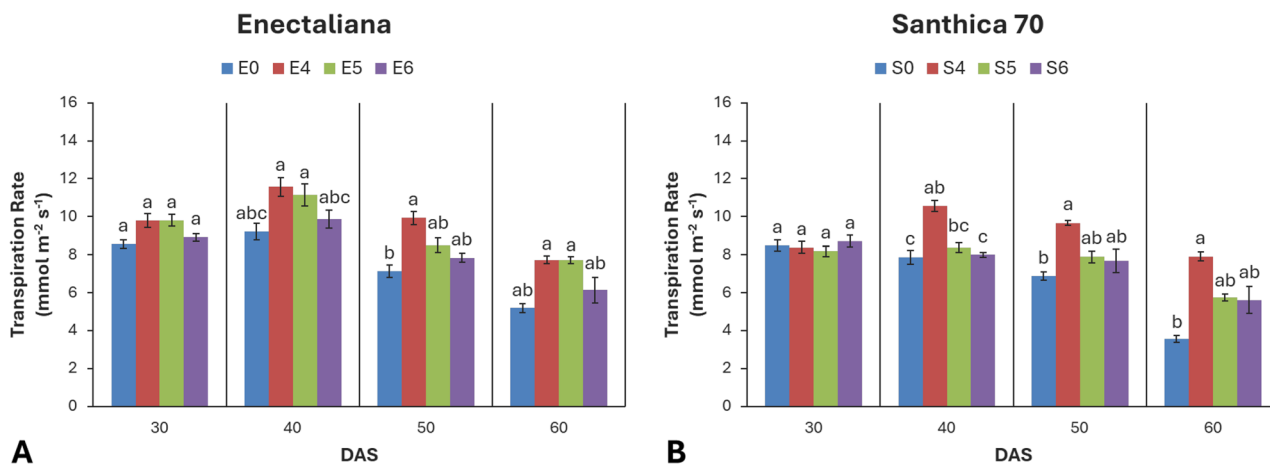 Enectaliana
E0 E4 E5 E6
Transpiration Rate
(mmol m⁻² s⁻¹)
16
14
12
10
8
6
4
2
0
a a a a
abc a a abc
b a ab ab
ab a a ab
30 40 50 60
DAS
A
Santhica 70
S0 S4 S5 S6
Transpiration Rate
(mmol m⁻² s⁻¹)
16
14
12
10
8
6
4
2
0
a a a a
c ab bc c
b a ab ab
b a ab ab
30 40 50 60
DAS
B